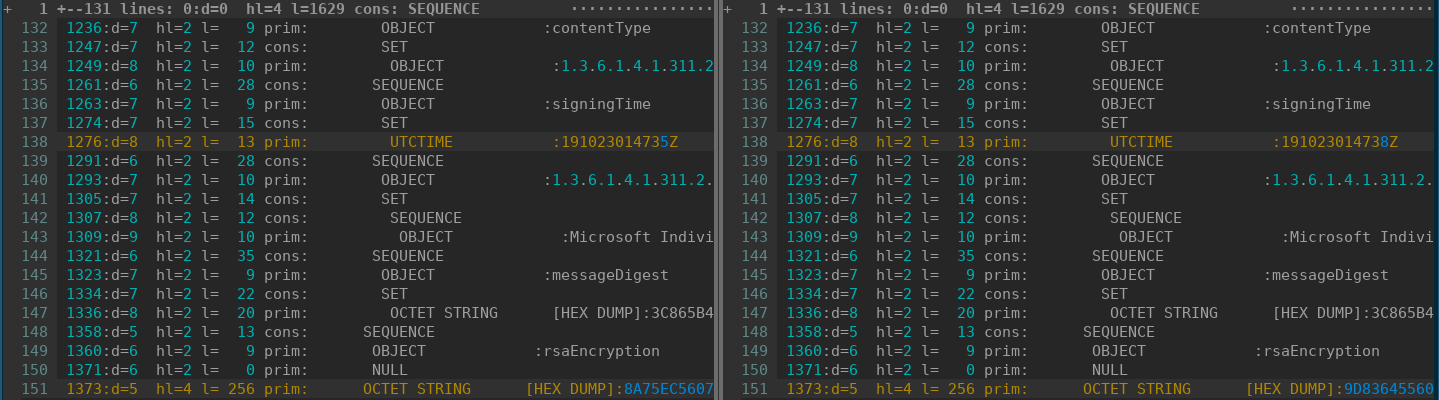 + 1 +--131 lines: 0:d=0 hl=4 l=1629 cons: SEQUENCE ················
132 1236:d=7 hl=2 l= 9 prim: OBJECT :contentType
133 1247:d=7 hl=2 l= 12 cons: SET
134 1249:d=8 hl=2 l= 10 prim: OBJECT :1.3.6.1.4.1.311.2
135 1261:d=6 hl=2 l= 28 cons: SEQUENCE
136 1263:d=7 hl=2 l= 9 prim: OBJECT :signingTime
137 1274:d=7 hl=2 l= 15 cons: SET
138 1276:d=8 hl=2 l= 13 prim: UTCTIME :191023014735Z
139 1291:d=6 hl=2 l= 28 cons: SEQUENCE
140 1293:d=7 hl=2 l= 10 prim: OBJECT :1.3.6.1.4.1.311.2.
141 1305:d=7 hl=2 l= 14 cons: SET
142 1307:d=8 hl=2 l= 12 cons: SEQUENCE
143 1309:d=9 hl=2 l= 10 prim: OBJECT :Microsoft Indivi
144 1321:d=6 hl=2 l= 35 cons: SEQUENCE
145 1323:d=7 hl=2 l= 9 prim: OBJECT :messageDigest
146 1334:d=7 hl=2 l= 22 cons: SET
147 1336:d=8 hl=2 l= 20 prim: OCTET STRING [HEX DUMP]:3C865B4
148 1358:d=5 hl=2 l= 13 cons: SEQUENCE
149 1360:d=6 hl=2 l= 9 prim: OBJECT :rsaEncryption
150 1371:d=6 hl=2 l= 0 prim: NULL
151 1373:d=5 hl=4 l= 256 prim: OCTET STRING [HEX DUMP]:8A75EC5607
+ 1 +--131 lines: 0:d=0 hl=4 l=1629 cons: SEQUENCE ················
132 1236:d=7 hl=2 l= 9 prim: OBJECT :contentType
133 1247:d=7 hl=2 l= 12 cons: SET
134 1249:d=8 hl=2 l= 10 prim: OBJECT :1.3.6.1.4.1.311.2
135 1261:d=6 hl=2 l= 28 cons: SEQUENCE
136 1263:d=7 hl=2 l= 9 prim: OBJECT :signingTime
137 1274:d=7 hl=2 l= 15 cons: SET
138 1276:d=8 hl=2 l= 13 prim: UTCTIME :191023014738Z
139 1291:d=6 hl=2 l= 28 cons: SEQUENCE
140 1293:d=7 hl=2 l= 10 prim: OBJECT :1.3.6.1.4.1.311.2.
141 1305:d=7 hl=2 l= 14 cons: SET
142 1307:d=8 hl=2 l= 12 cons: SEQUENCE
143 1309:d=9 hl=2 l= 10 prim: OBJECT :Microsoft Indivi
144 1321:d=6 hl=2 l= 35 cons: SEQUENCE
145 1323:d=7 hl=2 l= 9 prim: OBJECT :messageDigest
146 1334:d=7 hl=2 l= 22 cons: SET
147 1336:d=8 hl=2 l= 20 prim: OCTET STRING [HEX DUMP]:3C865B4
148 1358:d=5 hl=2 l= 13 cons: SEQUENCE
149 1360:d=6 hl=2 l= 9 prim: OBJECT :rsaEncryption
150 1371:d=6 hl=2 l= 0 prim: NULL
151 1373:d=5 hl=4 l= 256 prim: OCTET STRING [HEX DUMP]:9D83645560